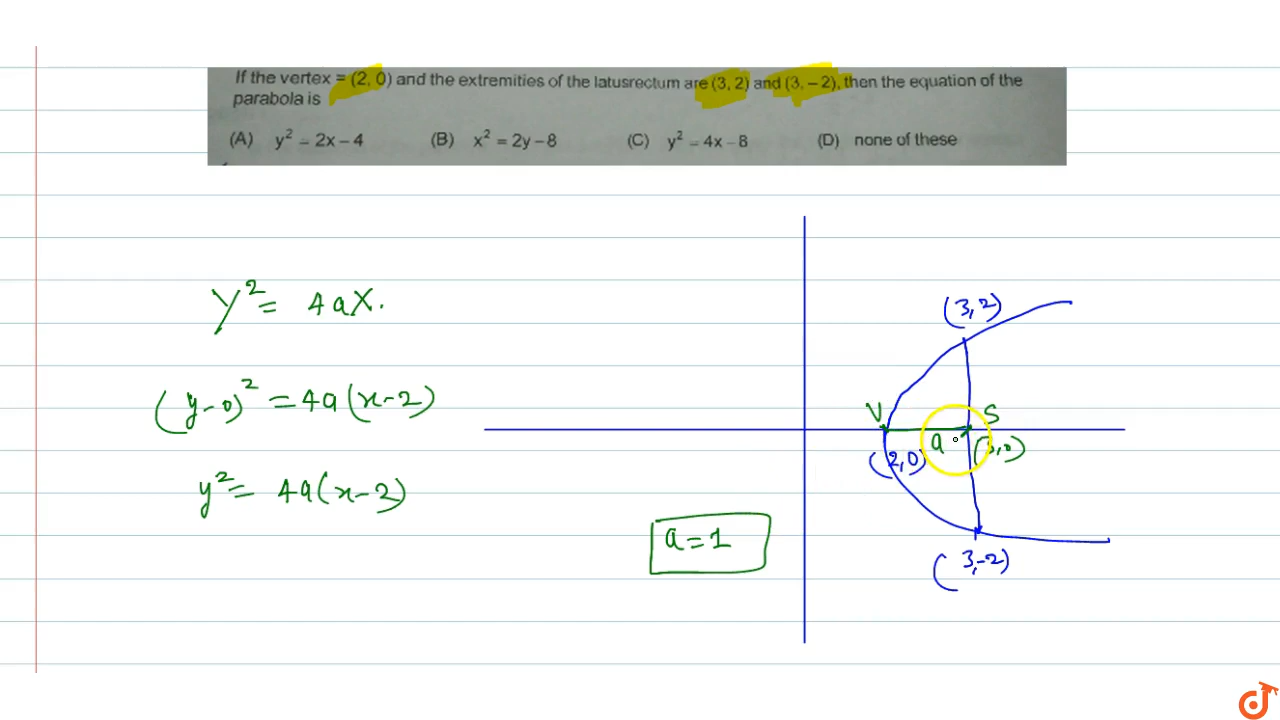 If the vertex = (2, 0) and the extremities of the latusrectum are (3, 2) and (3, – 2), then the equation of the
parabola is
(A) y² = 2x – 4 (B) x² = 2y – 8 (C) y² = 4x – 8 (D) none of these
Y² = 4aX.
(y-0)² = 4a(x-2)
y² = 4a(x-2)
a = 1
(3, 2)
V
S
a
(2,0)
(3,0)
(3,-2)